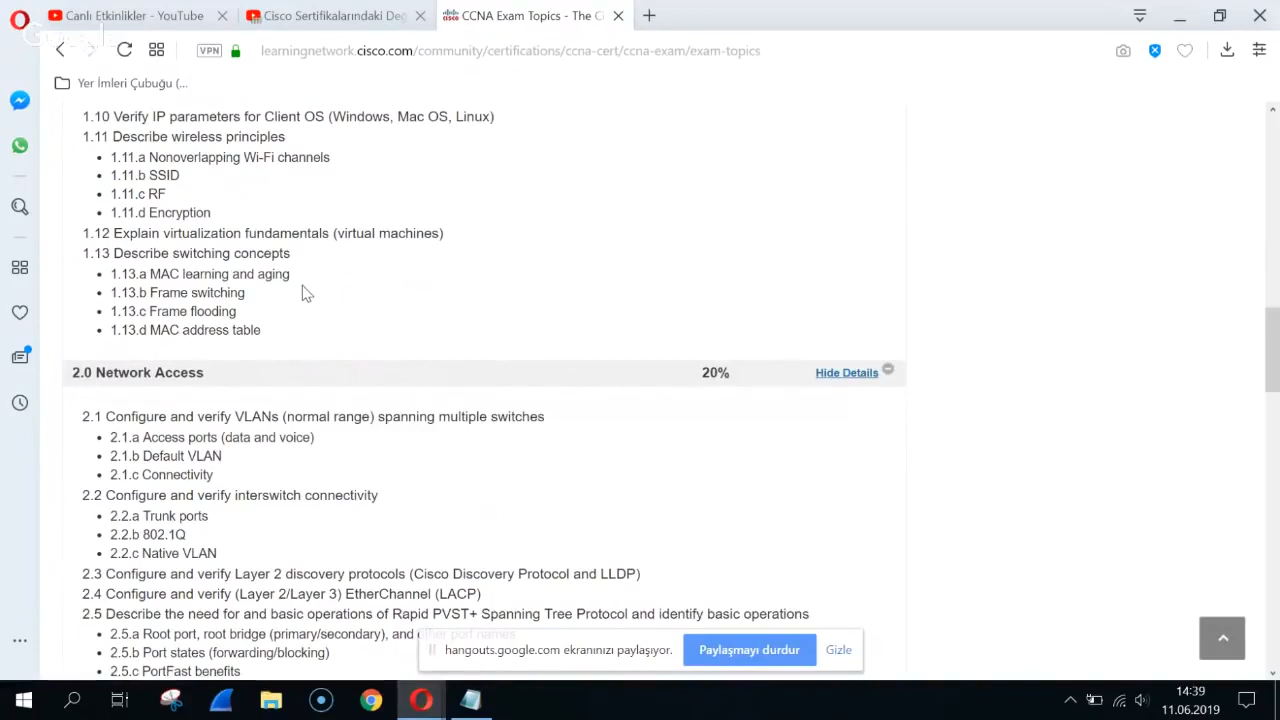 Canlı Etkinlikler - YouTube
Cisco Sertifikalarındaki Değ
CCNA Exam Topics - The Ci
VPN
learningnetwork.cisco.com/community/certifications/ccna-cert/ccna-exam/exam-topics
Yer İmleri Çubuğu (...
1.10 Verify IP parameters for Client OS (Windows, Mac OS, Linux)
1.11 Describe wireless principles
• 1.11.a Nonoverlapping Wi-Fi channels
• 1.11.b SSID
• 1.11.c RF
• 1.11.d Encryption
1.12 Explain virtualization fundamentals (virtual machines)
1.13 Describe switching concepts
• 1.13.a MAC learning and aging
• 1.13.b Frame switching
• 1.13.c Frame flooding
• 1.13.d MAC address table
2.0 Network Access 20% Hide Details
2.1 Configure and verify VLANs (normal range) spanning multiple switches
• 2.1.a Access ports (data and voice)
• 2.1.b Default VLAN
• 2.1.c Connectivity
2.2 Configure and verify interswitch connectivity
• 2.2.a Trunk ports
• 2.2.b 802.1Q
• 2.2.c Native VLAN
2.3 Configure and verify Layer 2 discovery protocols (Cisco Discovery Protocol and LLDP)
2.4 Configure and verify (Layer 2/Layer 3) EtherChannel (LACP)
2.5 Describe the need for and basic operations of Rapid PVST+ Spanning Tree Protocol and identify basic operations
• 2.5.a Root port, root bridge (primary/secondary), and other port names
• 2.5.b Port states (forwarding/blocking)
• 2.5.c PortFast benefits
hangouts.google.com ekranınızı paylaşıyor.
Paylaşmayı durdur
Gizle
14:39
11.06.2019